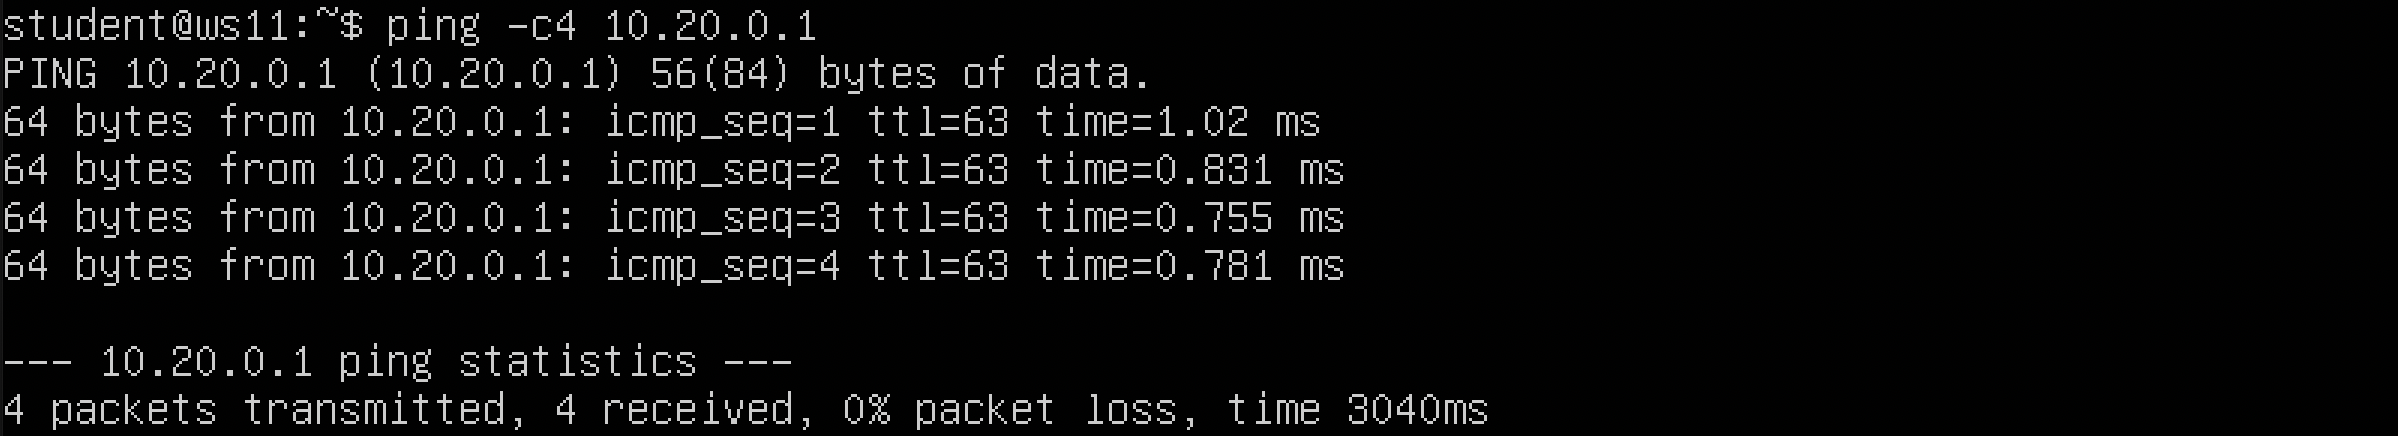 student@ws11:~$ ping -c4 10.20.0.1
PING 10.20.0.1 (10.20.0.1) 56(84) bytes of data.
64 bytes from 10.20.0.1: icmp_seq=1 ttl=63 time=1.02 ms
64 bytes from 10.20.0.1: icmp_seq=2 ttl=63 time=0.831 ms
64 bytes from 10.20.0.1: icmp_seq=3 ttl=63 time=0.755 ms
64 bytes from 10.20.0.1: icmp_seq=4 ttl=63 time=0.781 ms
--- 10.20.0.1 ping statistics ---
4 packets transmitted, 4 received, 0% packet loss, time 3040ms